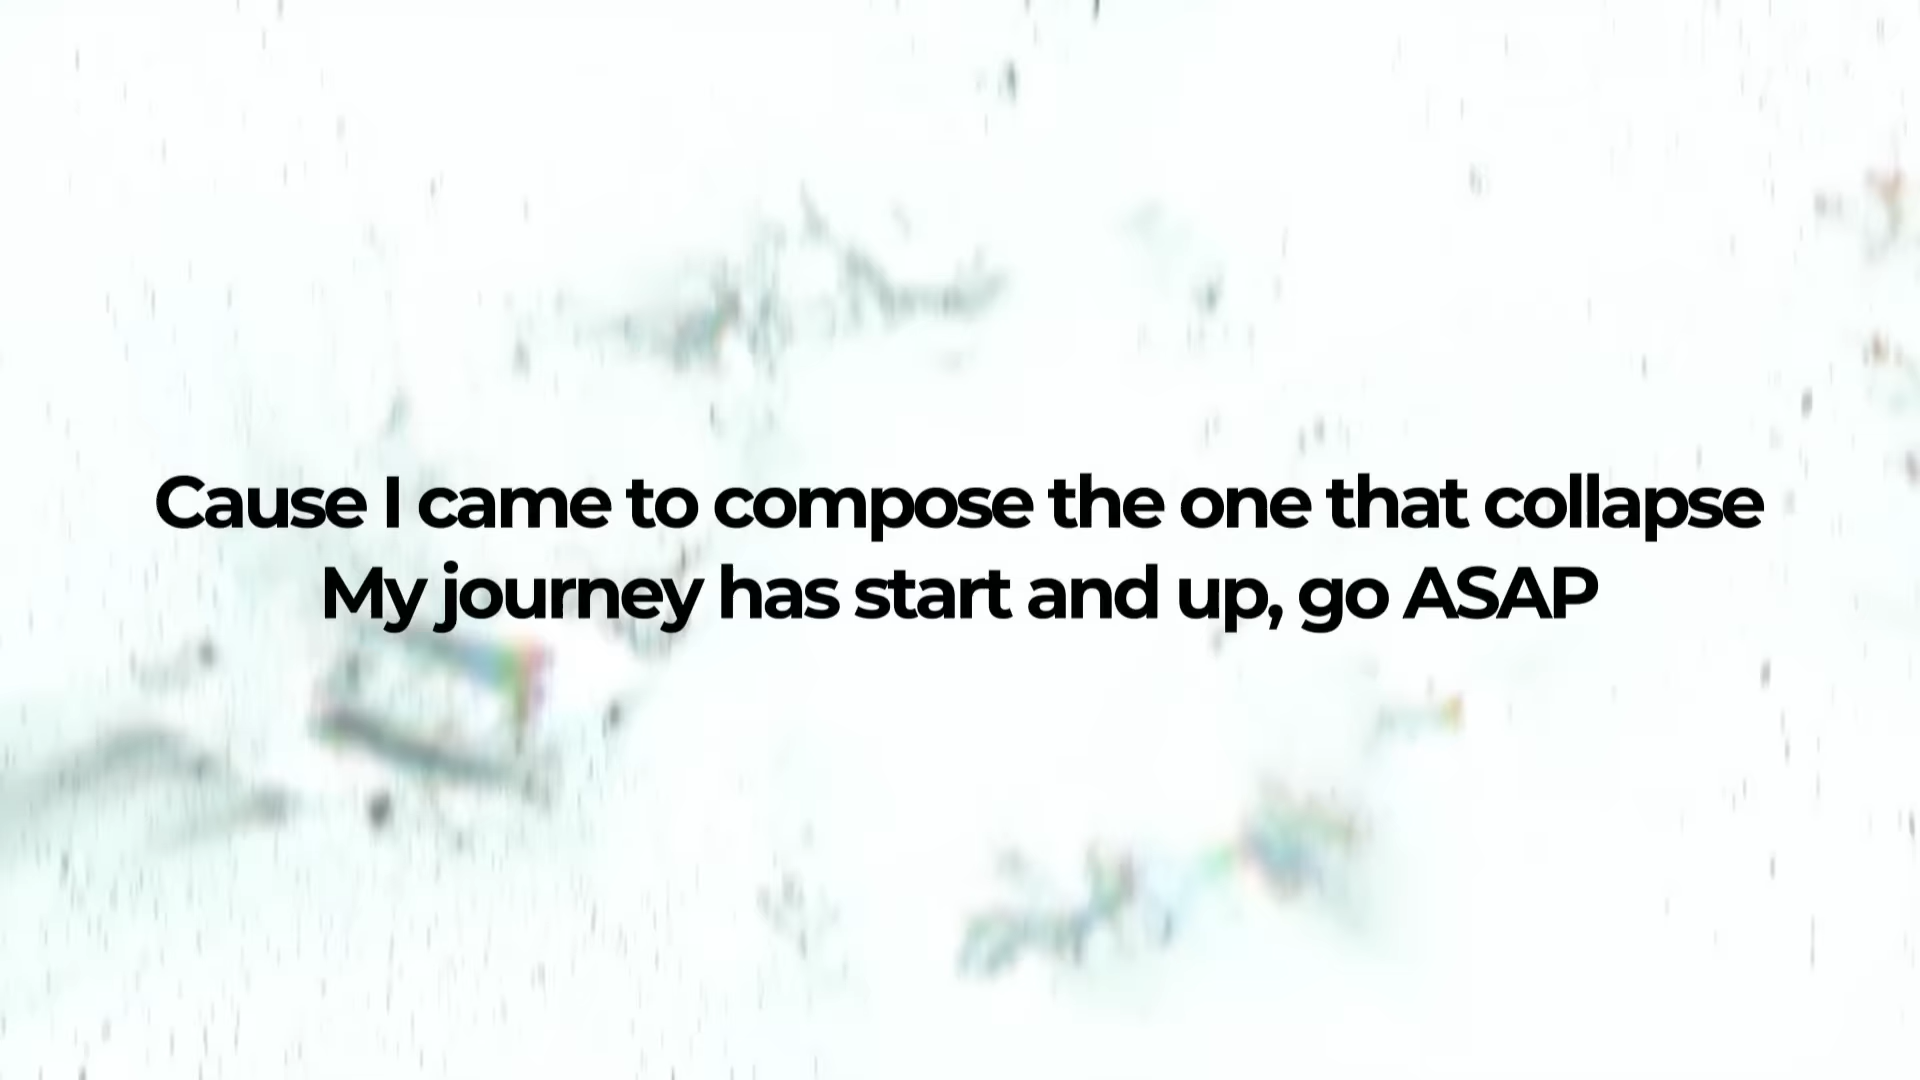 Cause I came to compose the one that collapse
My journey has start and up, go ASAP